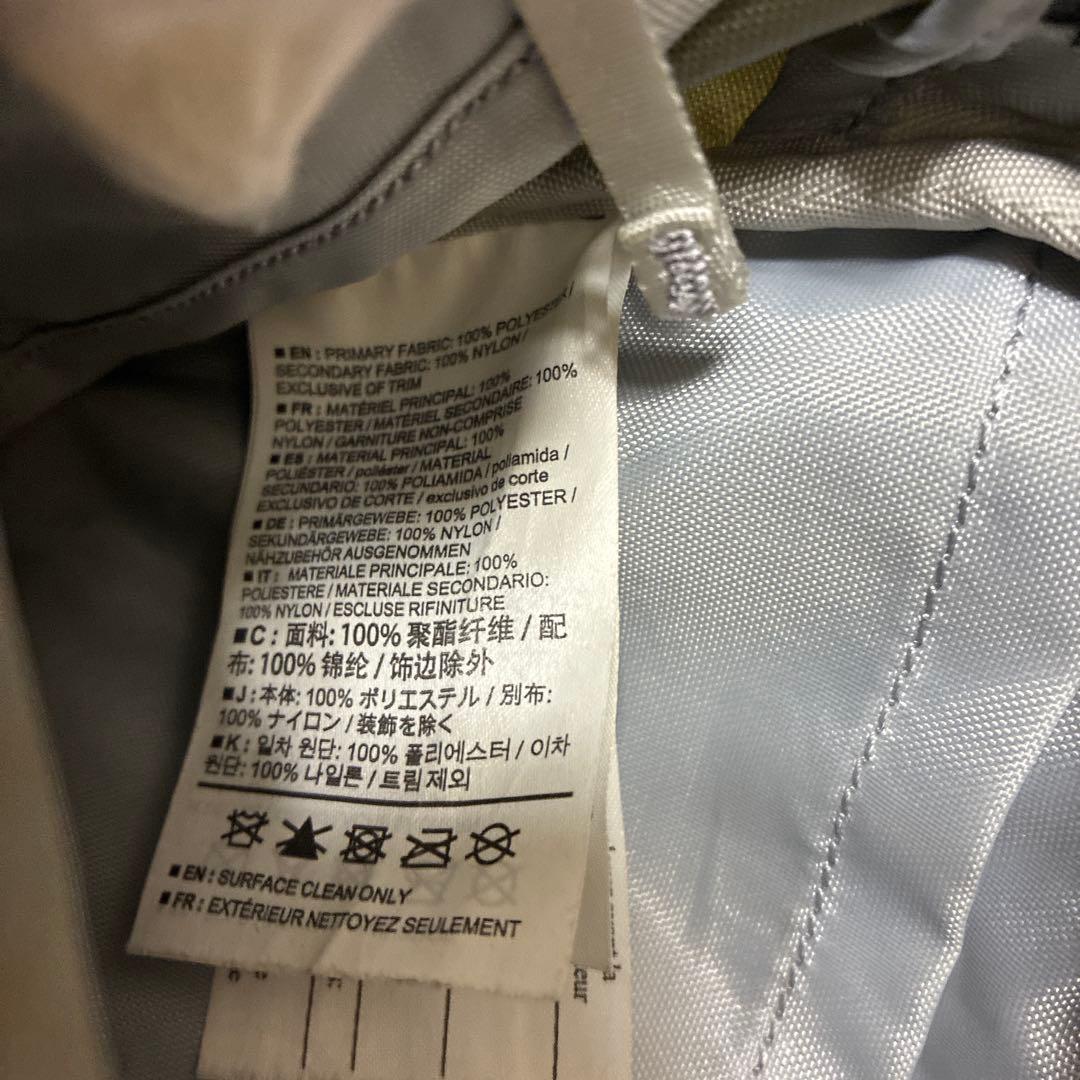 ■ EN : PRIMARY FABRIC: 100% POLYESTER /
SECONDARY FABRIC: 100% NYLON /
EXCLUSIVE OF TRIM
■ FR : MATÉRIEL PRINCIPAL: 100%
POLYESTER / MATÉRIEL SECONDAIRE: 100%
NYLON / GARNITURE NON-COMPRISE
■ ES : MATERIAL PRINCIPAL: 100%
POLIÉSTER / poliéster / MATERIAL
SECUNDARIO: 100% POLIAMIDA / poliamida /
EXCLUSIVO DE CORTE / exclusivo de corte
■ DE : PRIMÄRGEWEBE: 100% POLYESTER /
SEKUNDÄRGEWEBE: 100% NYLON /
NÄHZUBEHÖR AUSGENOMMEN
■ IT : MATERIALE PRINCIPALE: 100%
POLIESTERE / MATERIALE SECONDARIO:
100% NYLON / ESCLUSE RIFINITURE
■ C : 面料: 100% 聚酯纤维 / 配
布: 100% 锦纶 / 饰边除外
■ J : 本体: 100% ポリエステル / 別布:
100% ナイロン / 装飾を除く
■ K : 일차 원단: 100% 폴리에스터 / 이차
원단: 100% 나일론 / 트림 제외
■ EN : SURFACE CLEAN ONLY
■ FR : EXTÉRIEUR NETTOYEZ SEULEMENT